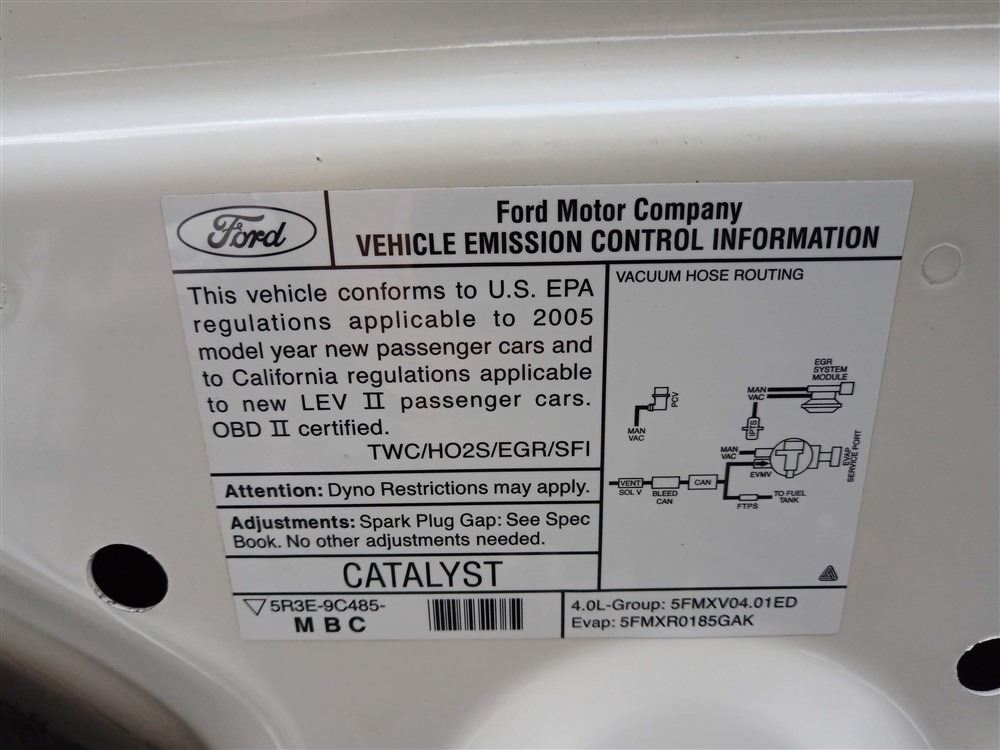 Ford
Ford Motor Company
VEHICLE EMISSION CONTROL INFORMATION
This vehicle conforms to U.S. EPA
regulations applicable to 2005
model year new passenger cars and
to California regulations applicable
to new LEV II passenger cars.
OBD II certified.
TWC/HO2S/EGR/SFI
Attention: Dyno Restrictions may apply.
Adjustments: Spark Plug Gap: See Spec
Book. No other adjustments needed.
CATALYST
5R3E-9C485-
MBC
VACUUM HOSE ROUTING
EGR
SYSTEM
MODULE
MAN
VAC
PCV
MAN
VAC
IPTS
MAN
VAC
EVMV
EVAP
SERVICE PORT
VENT
SOL V
BLEED
CAN
CAN
FTPS
TO FUEL
TANK
4.0L-Group: 5FMXV04.01ED
Evap: 5FMXR0185GAK